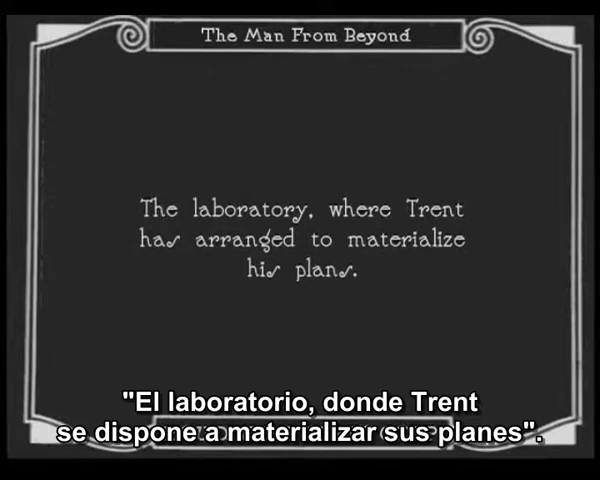 The Man From Beyond
The laboratory, where Trent
has arranged to materialize
his plans.
"El laboratorio, donde Trent
se dispone a materializar sus planes".